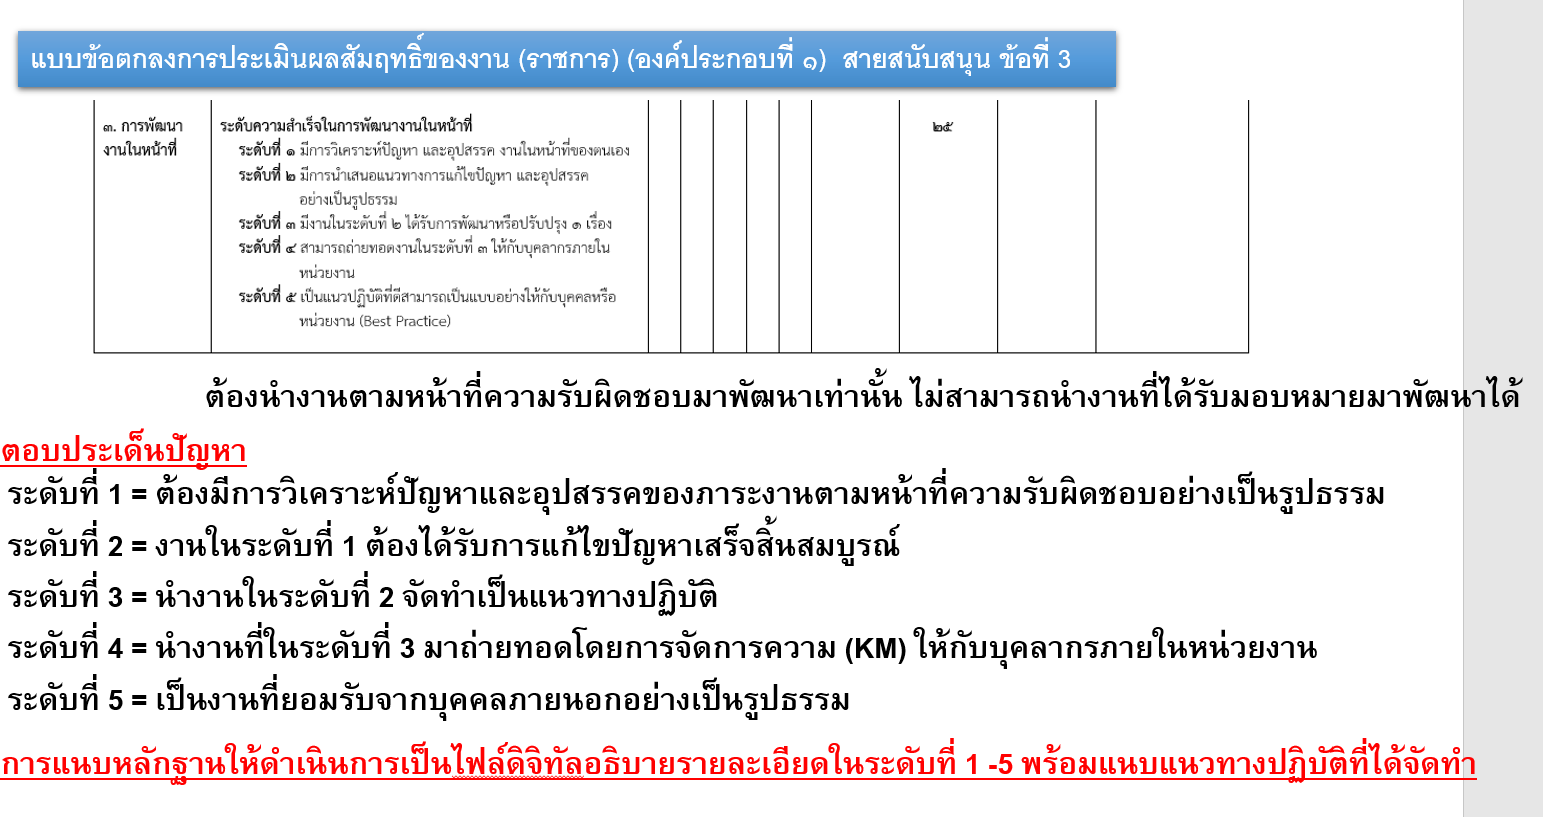 แบบข้อตกลงการประเมินผลสัมฤทธิ์ของงาน (ราชการ) (องค์ประกอบที่ ๑) สายสนับสนุน ข้อที่ 3
๓. การพัฒนา
งานในหน้าที่
ระดับความสำเร็จในการพัฒนางานในหน้าที่
ระดับที่ ๑ มีการวิเคราะห์ปัญหา และอุปสรรค งานในหน้าที่ของตนเอง
ระดับที่ ๒ มีการนำเสนอแนวทางการแก้ไขปัญหา และอุปสรรค
อย่างเป็นรูปธรรม
ระดับที่ ๓ มีงานในระดับที่ ๒ ได้รับการพัฒนาหรือปรับปรุง ๑ เรื่อง
ระดับที่ ๔ สามารถถ่ายทอดงานในระดับที่ ๓ ให้กับบุคลากรภายใน
หน่วยงาน
ระดับที่ ๕ เป็นแนวปฏิบัติที่ดีสามารถเป็นแบบอย่างให้กับบุคคลหรือ
หน่วยงาน (Best Practice)
๒๕
ต้องนำงานตามหน้าที่ความรับผิดชอบมาพัฒนาเท่านั้น ไม่สามารถนำงานที่ได้รับมอบหมายมาพัฒนาได้
ตอบประเด็นปัญหา
ระดับที่ 1 = ต้องมีการวิเคราะห์ปัญหาและอุปสรรคของภาระงานตามหน้าที่ความรับผิดชอบอย่างเป็นรูปธรรม
ระดับที่ 2 = งานในระดับที่ 1 ต้องได้รับการแก้ไขปัญหาเสร็จสิ้นสมบูรณ์
ระดับที่ 3 = นำงานในระดับที่ 2 จัดทำเป็นแนวทางปฏิบัติ
ระดับที่ 4 = นำงานที่ในระดับที่ 3 มาถ่ายทอดโดยการจัดการความ (KM) ให้กับบุคลากรภายในหน่วยงาน
ระดับที่ 5 = เป็นงานที่ยอมรับจากบุคคลภายนอกอย่างเป็นรูปธรรม
การแนบหลักฐานให้ดำเนินการเป็นไฟล์ดิจิทัลอธิบายรายละเอียดในระดับที่ 1 -5 พร้อมแนบแนวทางปฏิบัติที่ได้จัดทำ